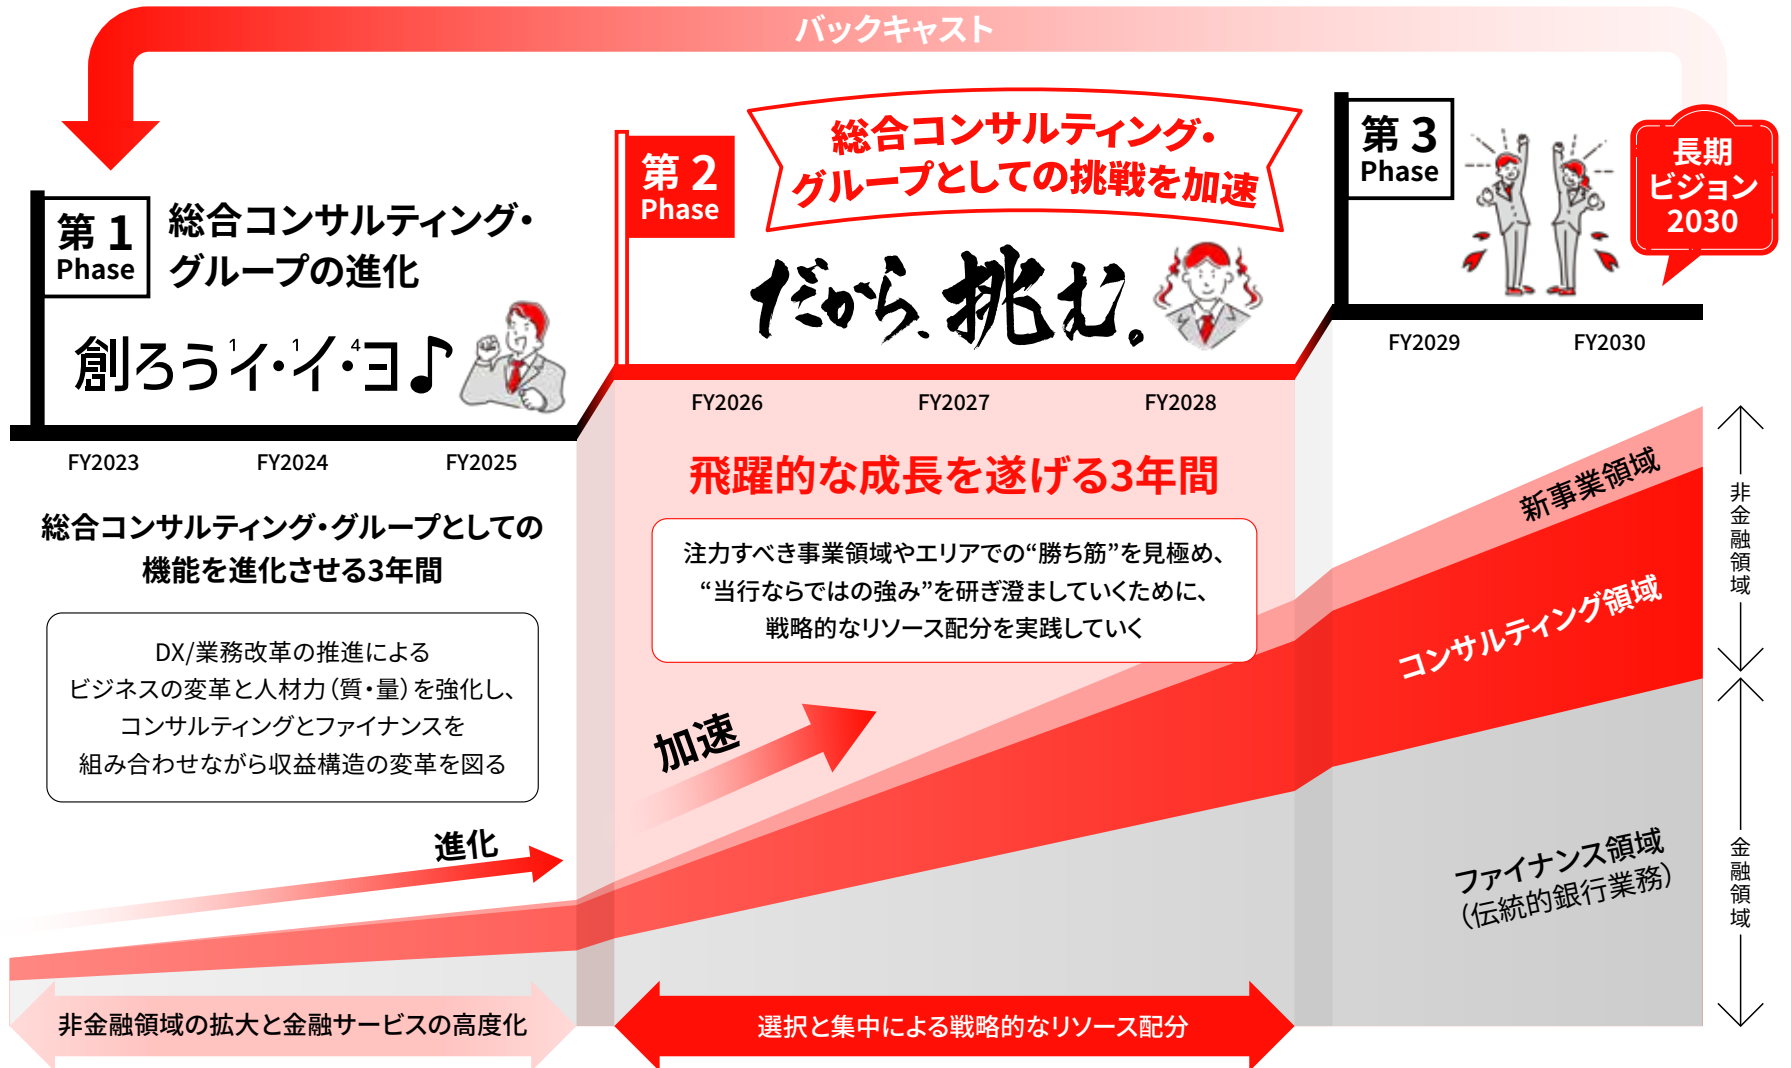 バックキャスト
第1
Phase
総合コンサルティング・
グループの進化
創ろうイ・イ・ヨ♪
1 1 4
FY2023 FY2024 FY2025
総合コンサルティング・グループとしての
機能を進化させる3年間
DX/業務改革の推進による
ビジネスの変革と人材力（質・量）を強化し、
コンサルティングとファイナンスを
組み合わせながら収益構造の変革を図る
進化
非金融領域の拡大と金融サービスの高度化
第2
Phase
総合コンサルティング・
グループとしての挑戦を加速
だから、挑む。
FY2026 FY2027 FY2028
飛躍的な成長を遂げる3年間
注力すべき事業領域やエリアでの“勝ち筋”を見極め、
“当行ならではの強み”を研ぎ澄ましていくために、
戦略的なリソース配分を実践していく
加速
選択と集中による戦略的なリソース配分
第3
Phase
長期
ビジョン
2030
FY2029 FY2030
新事業領域
コンサルティング領域
ファイナンス領域
（伝統的銀行業務）
非金融領域
金融領域